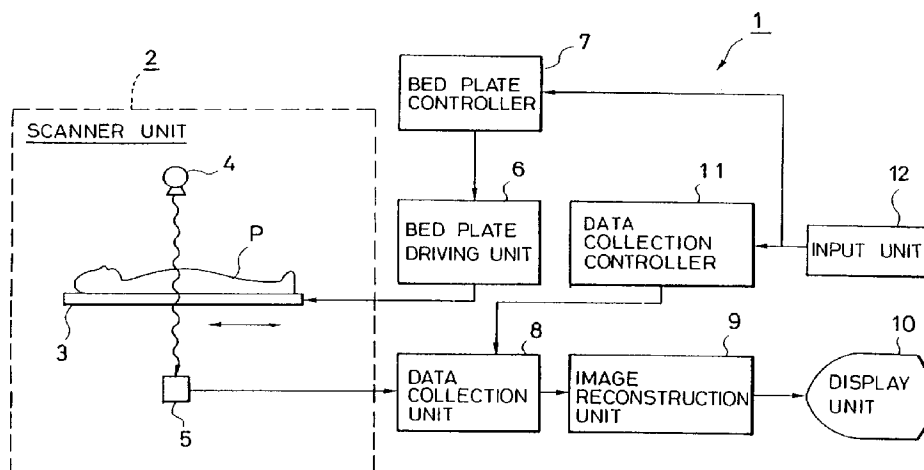 1
2
SCANNER UNIT
4
P
3
5
7
BED PLATE
CONTROLLER
6
BED PLATE
DRIVING UNIT
11
DATA
COLLECTION
CONTROLLER
12
INPUT UNIT
8
DATA
COLLECTION
UNIT
9
IMAGE
RECONSTRUCTION
UNIT
10
DISPLAY
UNIT